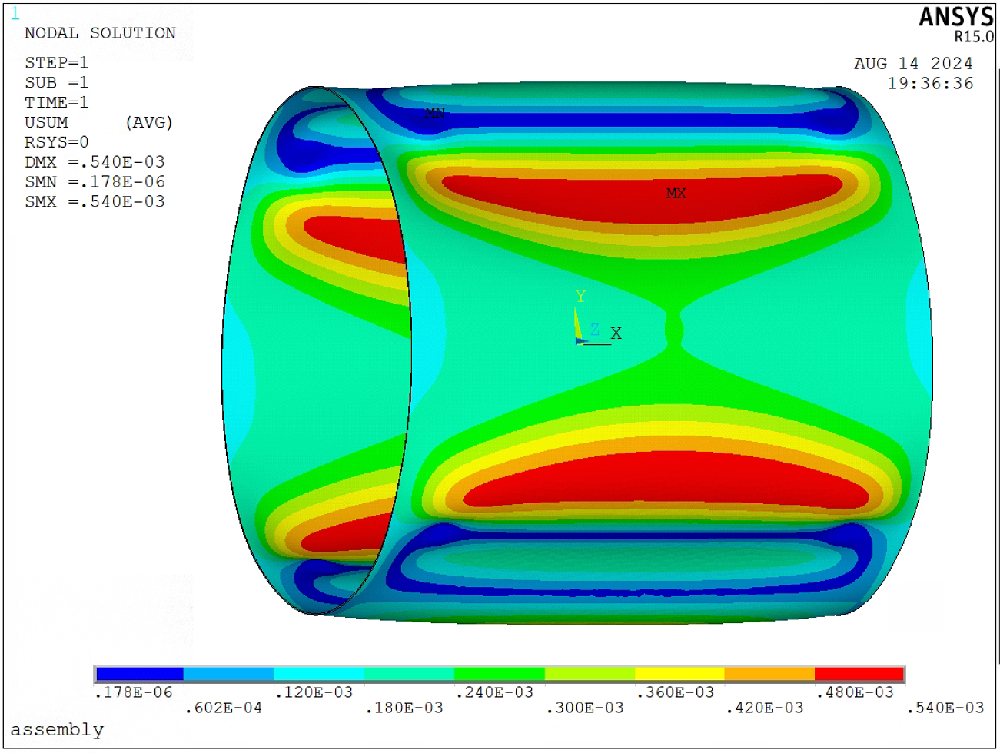 1
ANSYS
R15.0
NODAL SOLUTION
STEP=1
SUB =1
TIME=1
USUM (AVG)
RSYS=0
DMX =.540E-03
SMN =.178E-06
SMX =.540E-03
AUG 14 2024
19:36:36
MN
MX
Y
Z X
.178E-06 .120E-03 .240E-03 .360E-03 .480E-03
.602E-04 .180E-03 .300E-03 .420E-03 .540E-03
assembly